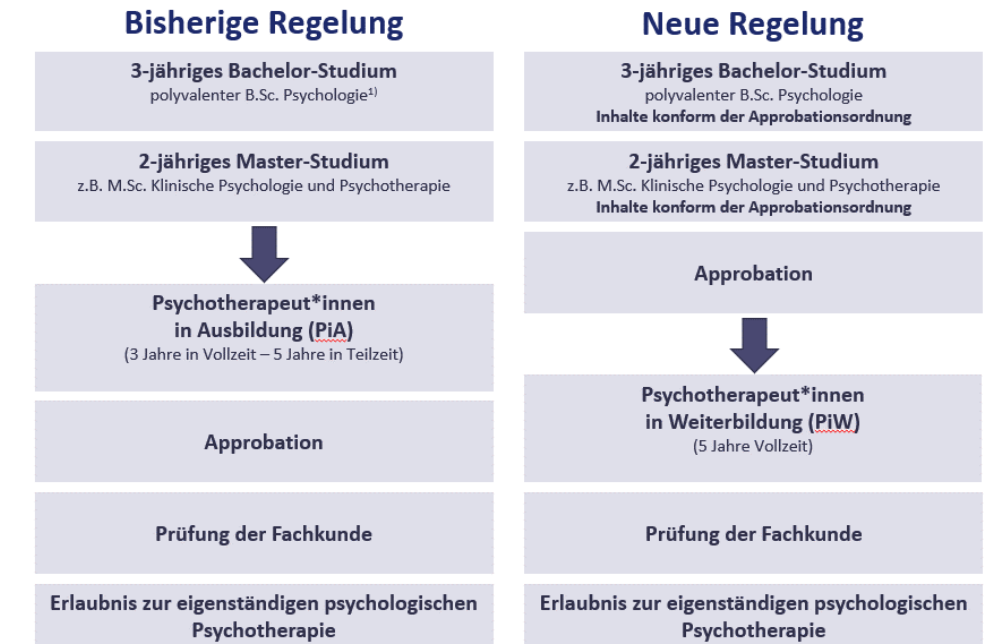 Bisherige Regelung
3-jähriges Bachelor-Studium
polyvalenter B.Sc. Psychologie¹⁾
2-jähriges Master-Studium
z.B. M.Sc. Klinische Psychologie und Psychotherapie
Psychotherapeut*innen
in Ausbildung (PiA)
(3 Jahre in Vollzeit – 5 Jahre in Teilzeit)
Approbation
Prüfung der Fachkunde
Erlaubnis zur eigenständigen psychologischen
Psychotherapie
Neue Regelung
3-jähriges Bachelor-Studium
polyvalenter B.Sc. Psychologie
Inhalte konform der Approbationsordnung
2-jähriges Master-Studium
z.B. M.Sc. Klinische Psychologie und Psychotherapie
Inhalte konform der Approbationsordnung
Approbation
Psychotherapeut*innen
in Weiterbildung (PiW)
(5 Jahre Vollzeit)
Prüfung der Fachkunde
Erlaubnis zur eigenständigen psychologischen
Psychotherapie